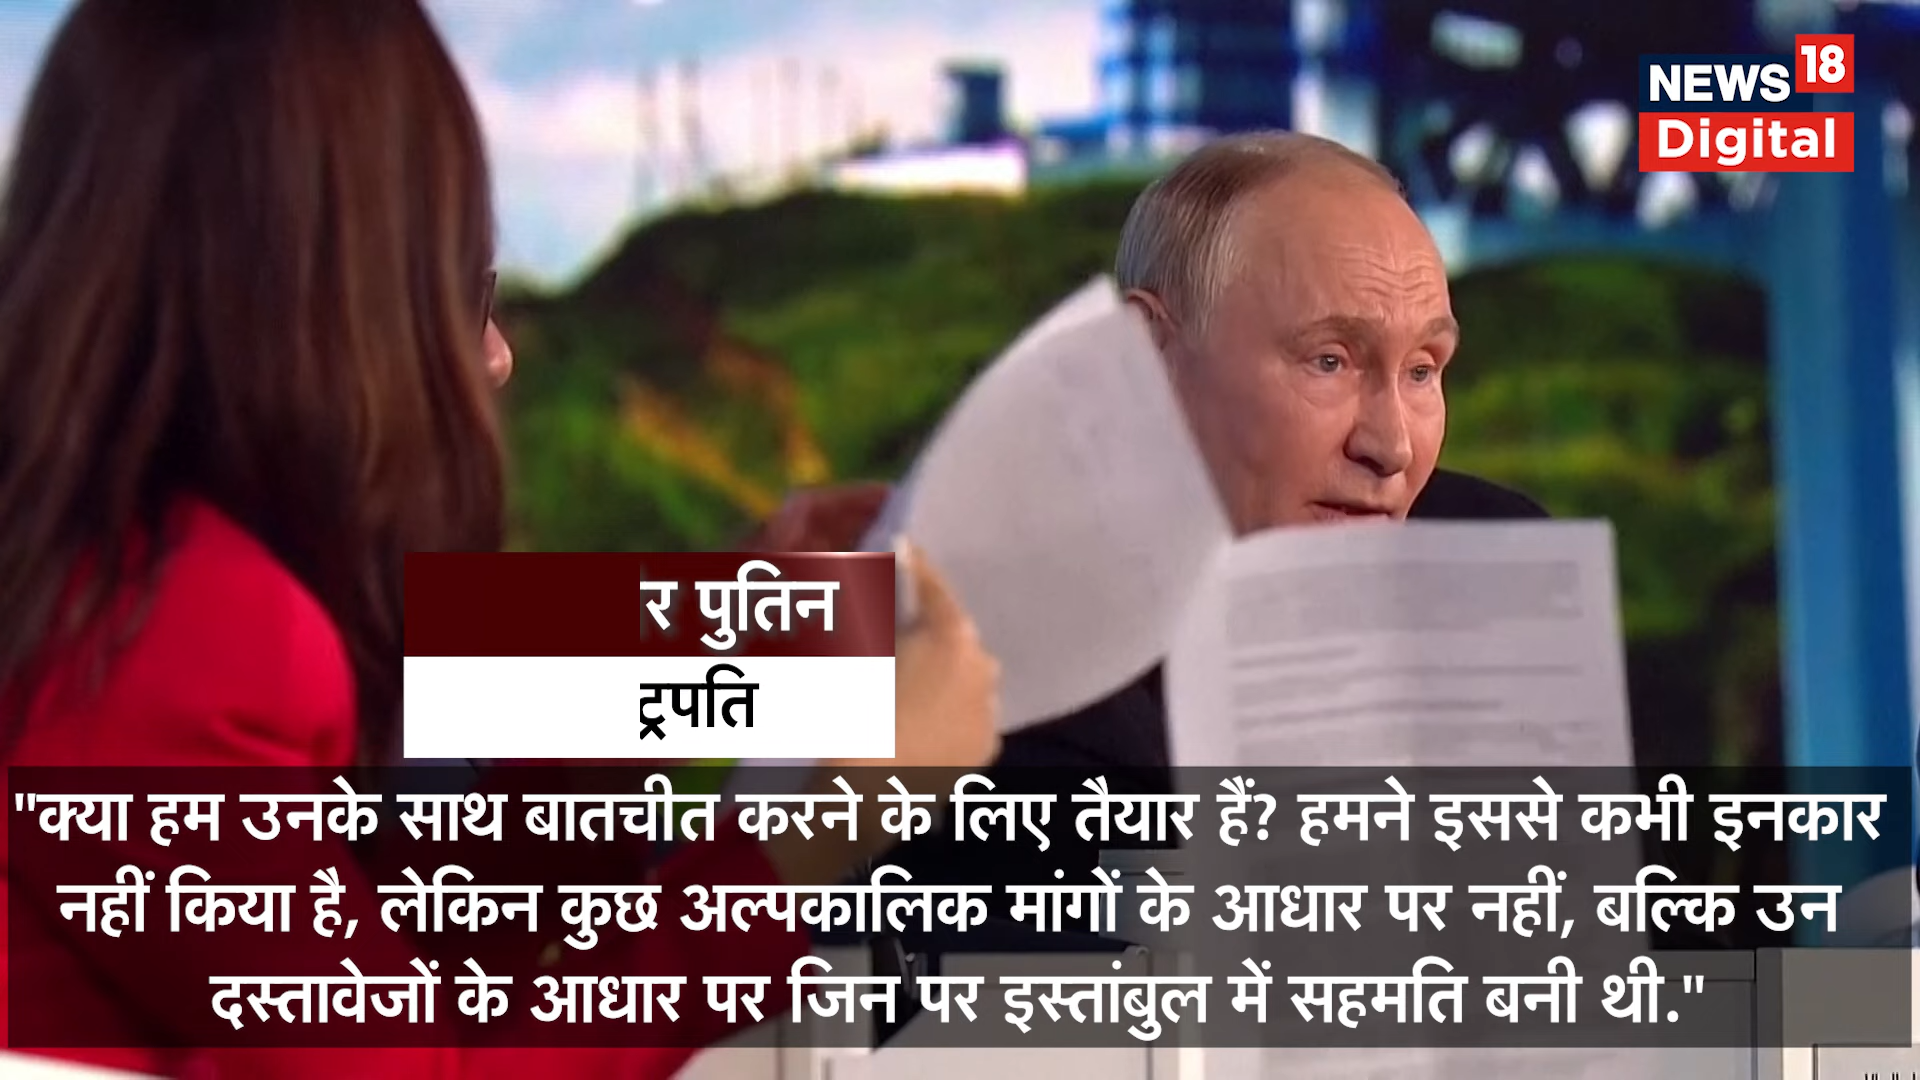 NEWS 18
Digital
र पुतिन
ट्रपति
"क्या हम उनके साथ बातचीत करने के लिए तैयार हैं? हमने इससे कभी इनकार
नहीं किया है, लेकिन कुछ अल्पकालिक मांगों के आधार पर नहीं, बल्कि उन
दस्तावेजों के आधार पर जिन पर इस्तांबुल में सहमति बनी थी."